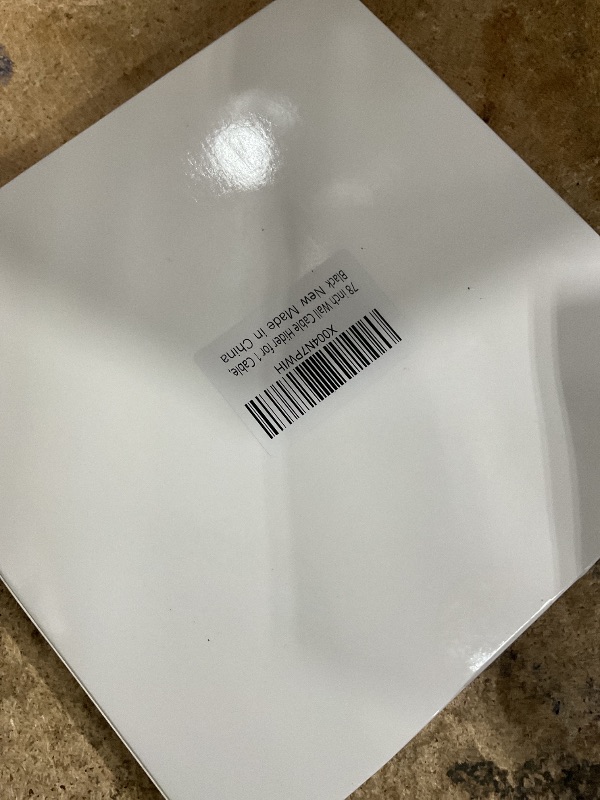 X004N7PWIH
78 inch Wall Cable Hider for 1 Cable,
Black New Made in China